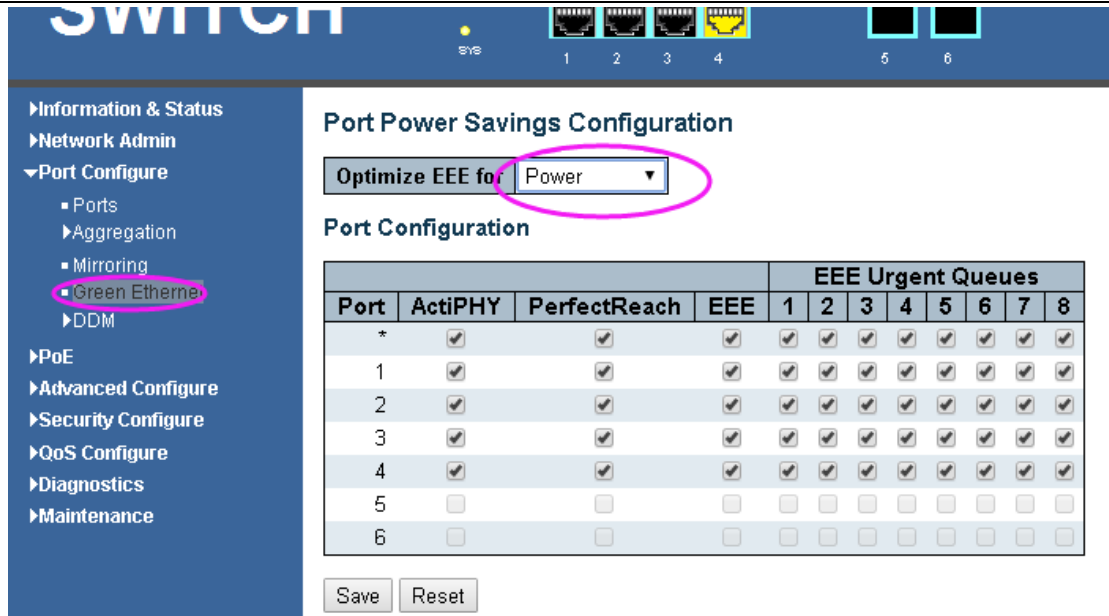 SWITCH
SYS
1 2 3 4 5 6
Information & Status
Network Admin
Port Configure
Ports
Aggregation
Mirroring
Green Etherne
DDM
PoE
Advanced Configure
Security Configure
QoS Configure
Diagnostics
Maintenance
Port Power Savings Configuration
Optimize EEE for Power
Port Configuration
EEE Urgent Queues
Port ActiPHY PerfectReach EEE 1 2 3 4 5 6 7 8
*
1
2
3
4
5
6
Save Reset